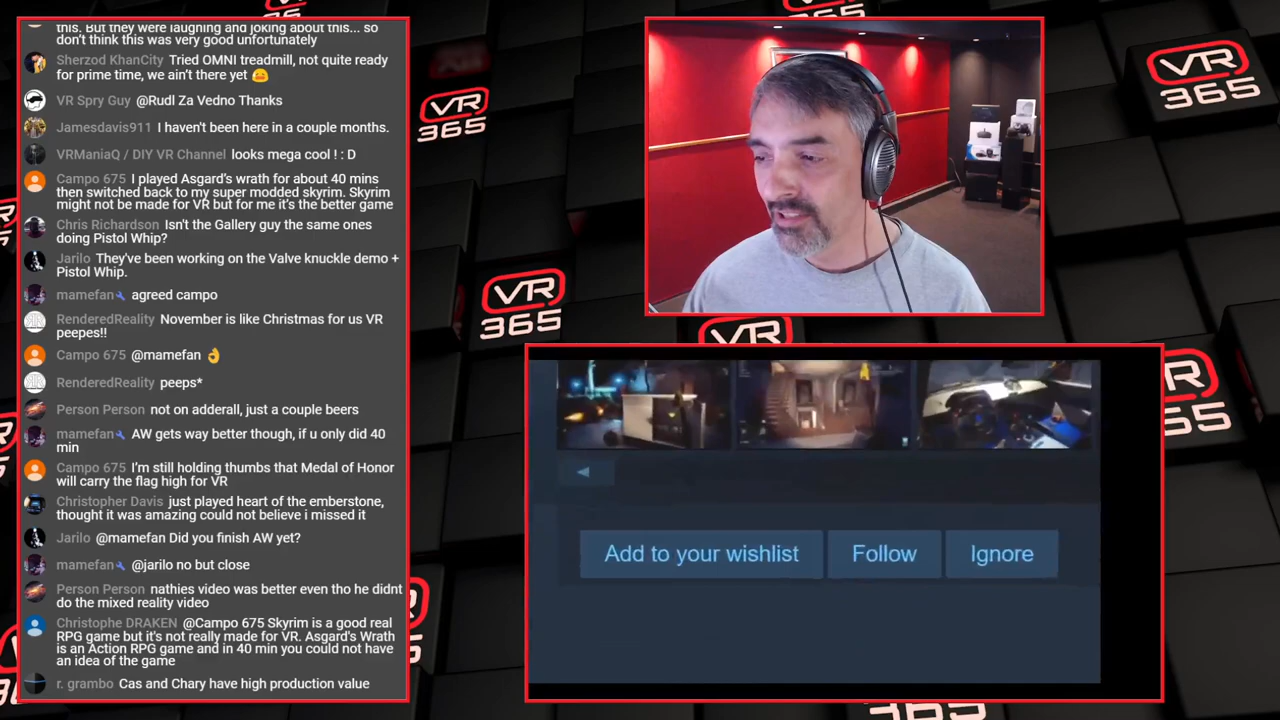 this. But they were laughing and joking about this... so
don't think this was very good unfortunately
Sherzod KhanCity Tried OMNI treadmill, not quite ready
for prime time, we ain't there yet 😩
VR Spry Guy @Rudl Za Vedno Thanks
Jamesdavis911 I haven't been here in a couple months.
VRManiaQ / DIY VR Channel looks mega cool ! : D
Campo 675 I played Asgard's wrath for about 40 mins
then switched back to my super modded skyrim. Skyrim
might not be made for VR but for me it's the better game
Chris Richardson Isn't the Gallery guy the same ones
doing Pistol Whip?
Jarilo They've been working on the Valve knuckle demo +
Pistol Whip.
mamefan agreed campo
RenderedReality November is like Christmas for us VR
peepes!!
Campo 675 @mamefan 👌
RenderedReality peeps*
Person Person not on adderall, just a couple beers
mamefan AW gets way better though, if u only did 40
min
Campo 675 I'm still holding thumbs that Medal of Honor
will carry the flag high for VR
Christopher Davis just played heart of the emberstone,
thought it was amazing could not believe i missed it
Jarilo @mamefan Did you finish AW yet?
mamefan @jarilo no but close
Person Person nathies video was better even tho he didnt
do the mixed reality video
Christophe DRAKEN @Campo 675 Skyrim is a good real
RPG game but it's not really made for VR. Asgard's Wrath
is an Action RPG game and in 40 min you could not have
an idea of the game
r. grambo Cas and Chary have high production value
VR
365
VR
365
VR
365
VR
VR
365
Add to your wishlist
Follow
Ignore